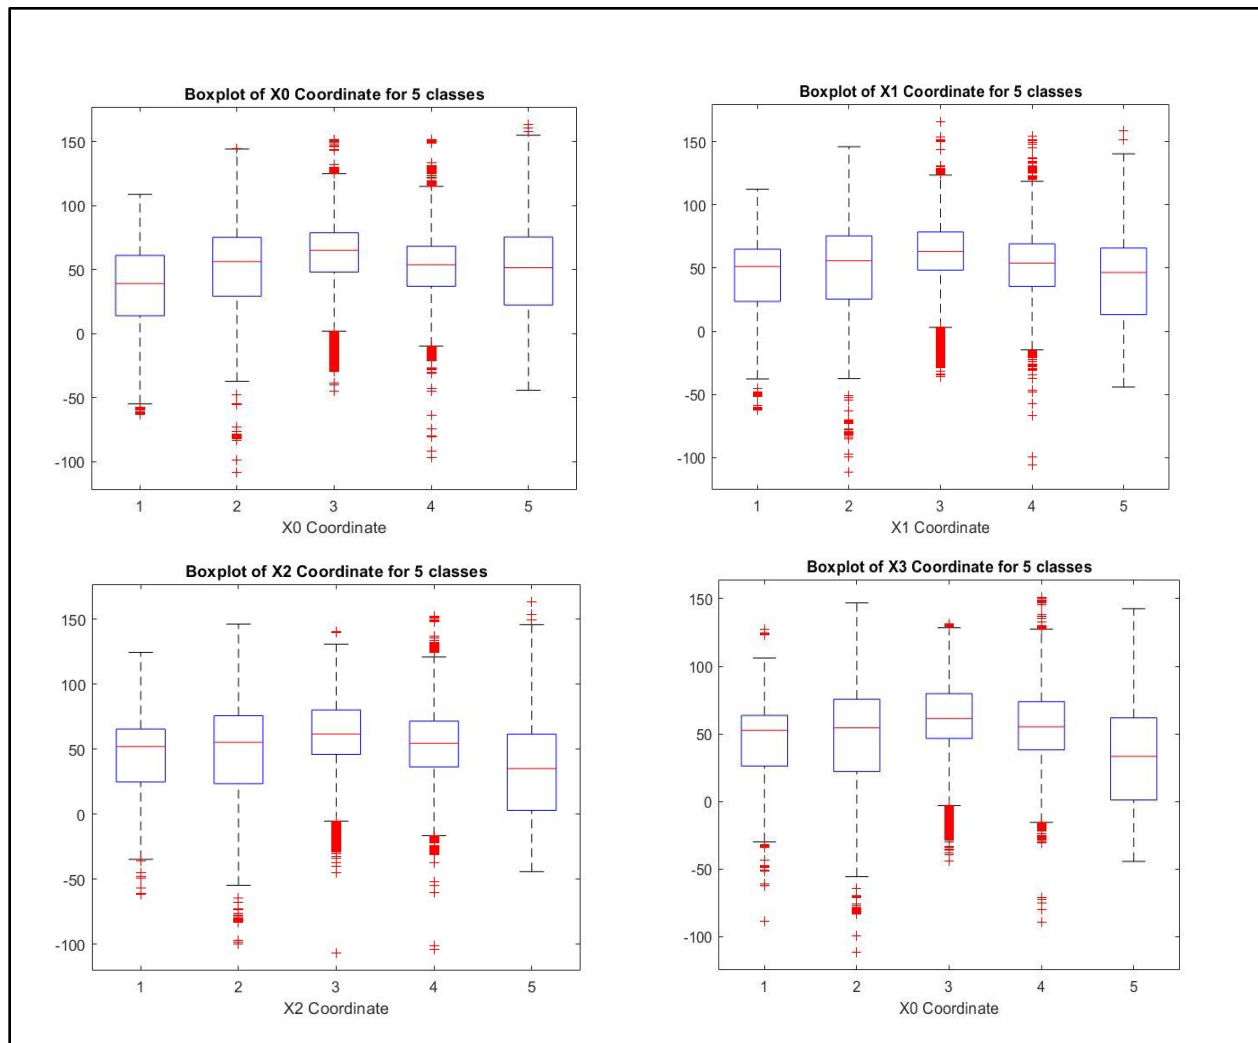 Boxplot of X0 Coordinate for 5 classes
150
100
50
0
-50
-100
1 2 3 4 5
X0 Coordinate
Boxplot of X1 Coordinate for 5 classes
150
100
50
0
-50
-100
1 2 3 4 5
X1 Coordinate
Boxplot of X2 Coordinate for 5 classes
150
100
50
0
-50
-100
1 2 3 4 5
X2 Coordinate
Boxplot of X3 Coordinate for 5 classes
150
100
50
0
-50
-100
1 2 3 4 5
X0 Coordinate